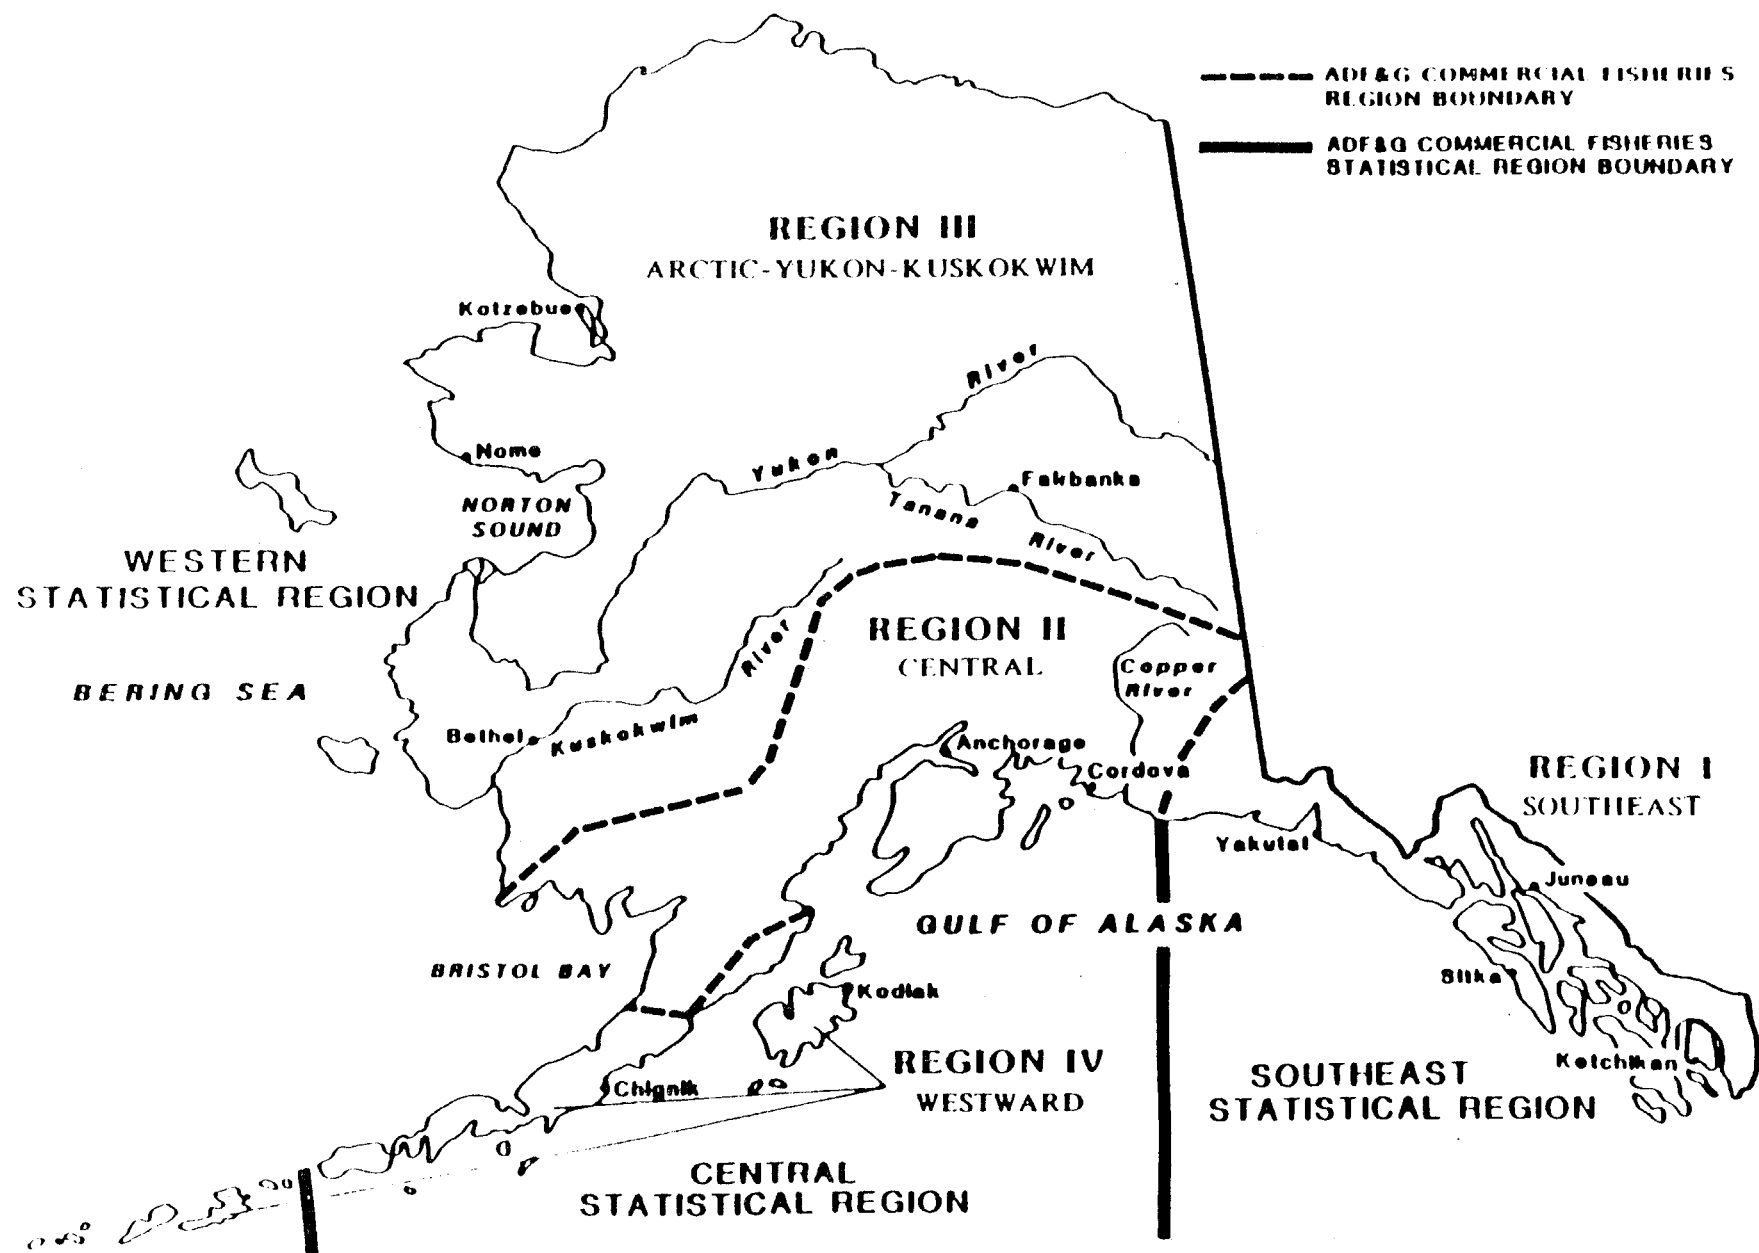 ADF&G COMMERCIAL FISHERIES
REGION BOUNDARY
ADF&G COMMERCIAL FISHERIES
STATISTICAL REGION BOUNDARY
REGION III
ARCTIC-YUKON-KUSKOKWIM
Kotzebue
River
Yukon
Nome
Fairbanks
NORTON
SOUND
Tanana
River
WESTERN
STATISTICAL REGION
REGION II
CENTRAL
River
Copper
River
BERING SEA
Bethel
Kuskokwim
Anchorage
Cordova
REGION I
SOUTHEAST
Yakutat
Juneau
GULF OF ALASKA
BRISTOL BAY
Sitka
Kodiak
REGION IV
WESTWARD
Chignik
Ketchikan
SOUTHEAST
STATISTICAL REGION
CENTRAL
STATISTICAL REGION